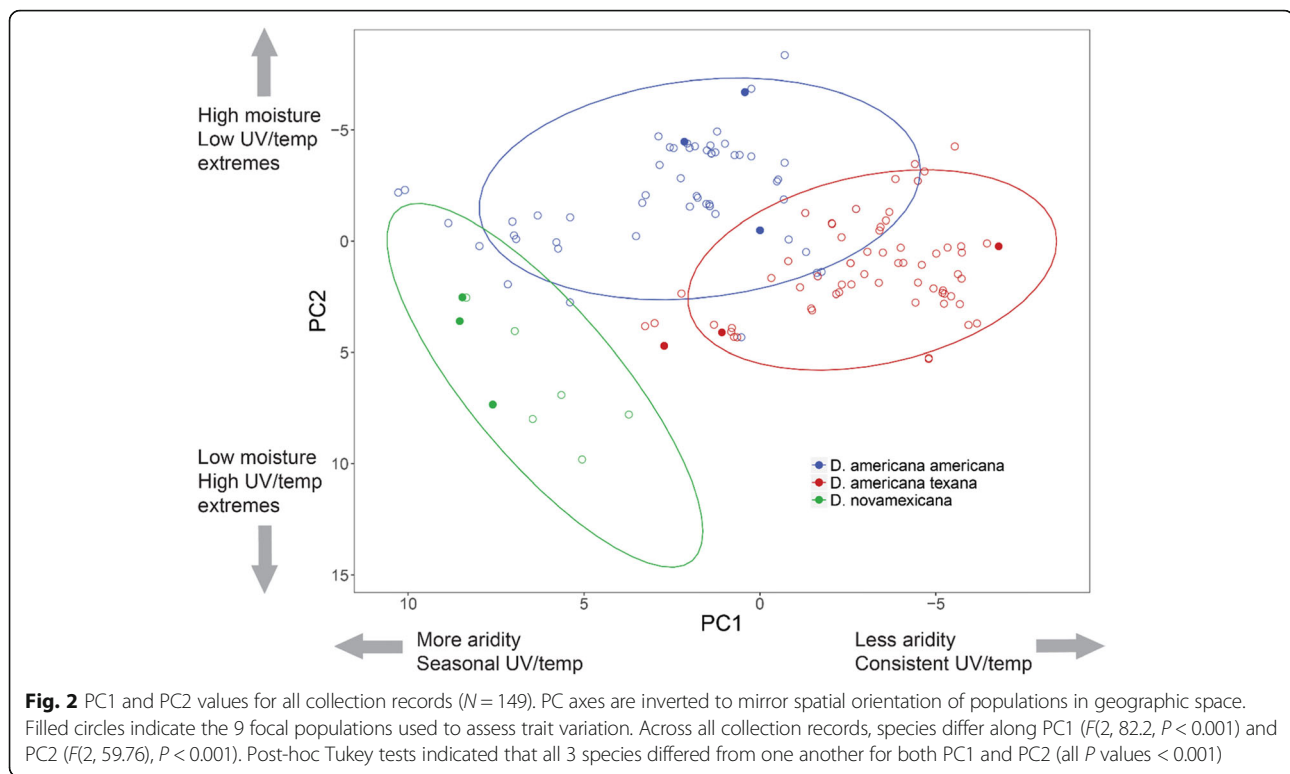 High moisture
Low UV/temp
extremes
Low moisture
High UV/temp
extremes
PC2
-5
0
5
10
15
D. americana americana
D. americana texana
D. novamexicana
10
5
0
-5
PC1
More aridity
Seasonal UV/temp
Less aridity
Consistent UV/temp
Fig. 2 PC1 and PC2 values for all collection records (N = 149). PC axes are inverted to mirror spatial orientation of populations in geographic space.
Filled circles indicate the 9 focal populations used to assess trait variation. Across all collection records, species differ along PC1 (F(2, 82.2, P < 0.001) and
PC2 (F(2, 59.76), P < 0.001). Post-hoc Tukey tests indicated that all 3 species differed from one another for both PC1 and PC2 (all P values < 0.001)